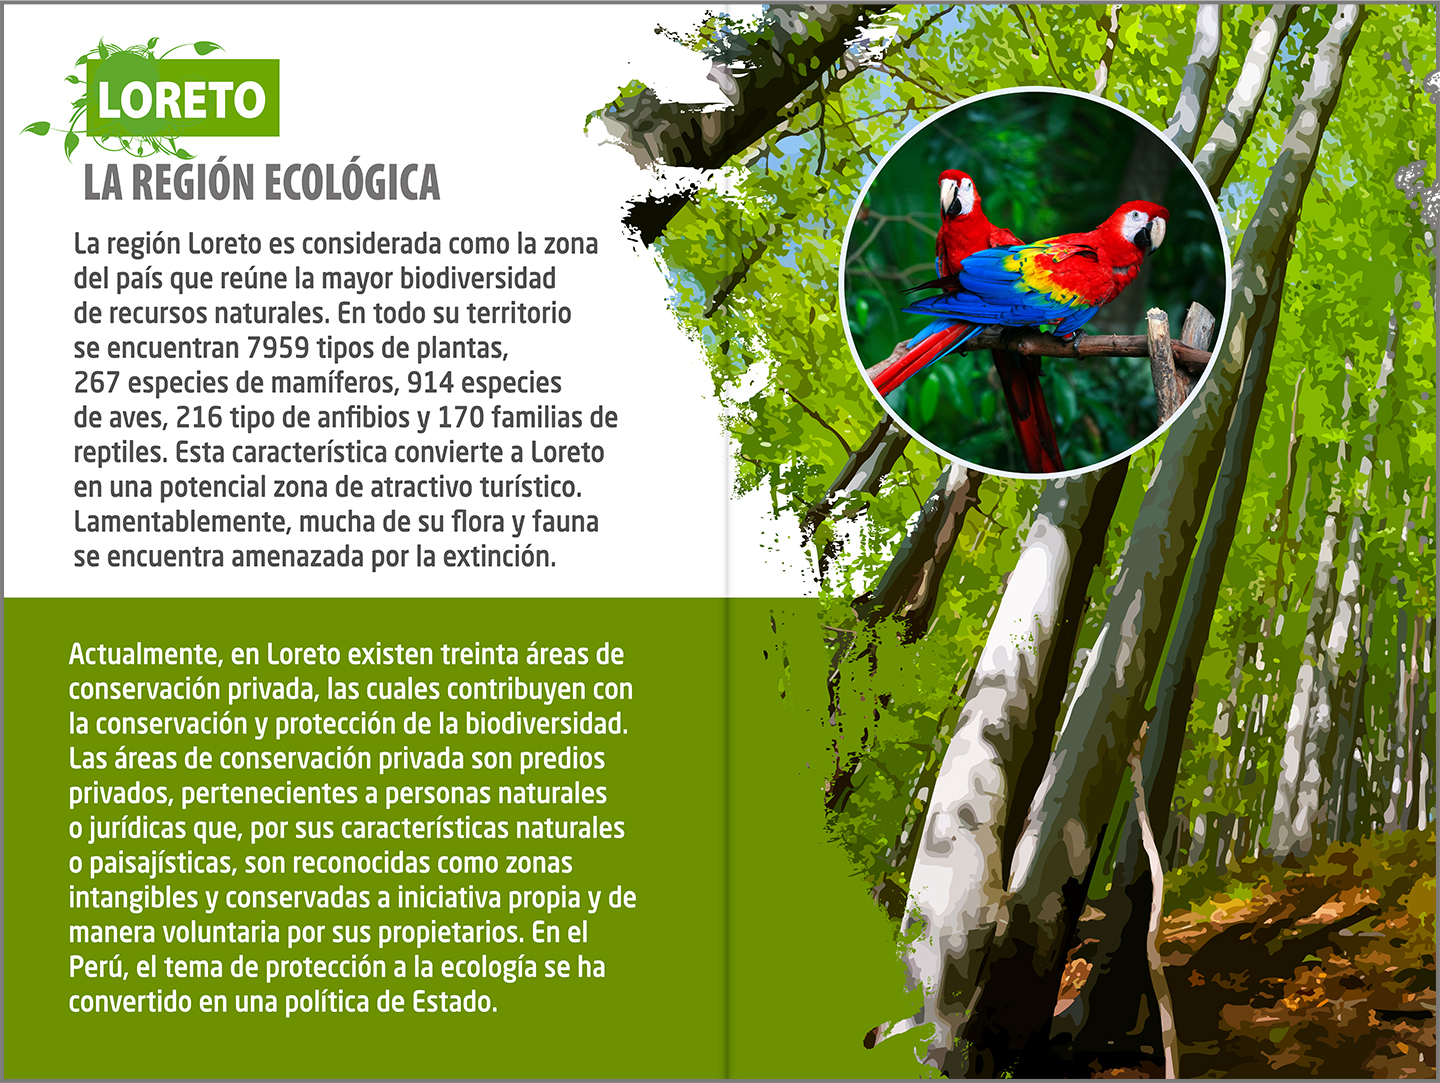 LORETO
LA REGIÓN ECOLÓGICA
La región Loreto es considerada como la zona
del país que reúne la mayor biodiversidad
de recursos naturales. En todo su territorio
se encuentran 7959 tipos de plantas,
267 especies de mamíferos, 914 especies
de aves, 216 tipo de anfibios y 170 familias de
reptiles. Esta característica convierte a Loreto
en una potencial zona de atractivo turístico.
Lamentablemente, mucha de su flora y fauna
se encuentra amenazada por la extinción.
Actualmente, en Loreto existen treinta áreas de
conservación privada, las cuales contribuyen con
la conservación y protección de la biodiversidad.
Las áreas de conservación privada son predios
privados, pertenecientes a personas naturales
o jurídicas que, por sus características naturales
o paisajísticas, son reconocidas como zonas
intangibles y conservadas a iniciativa propia y de
manera voluntaria por sus propietarios. En el
Perú, el tema de protección a la ecología se ha
convertido en una política de Estado.